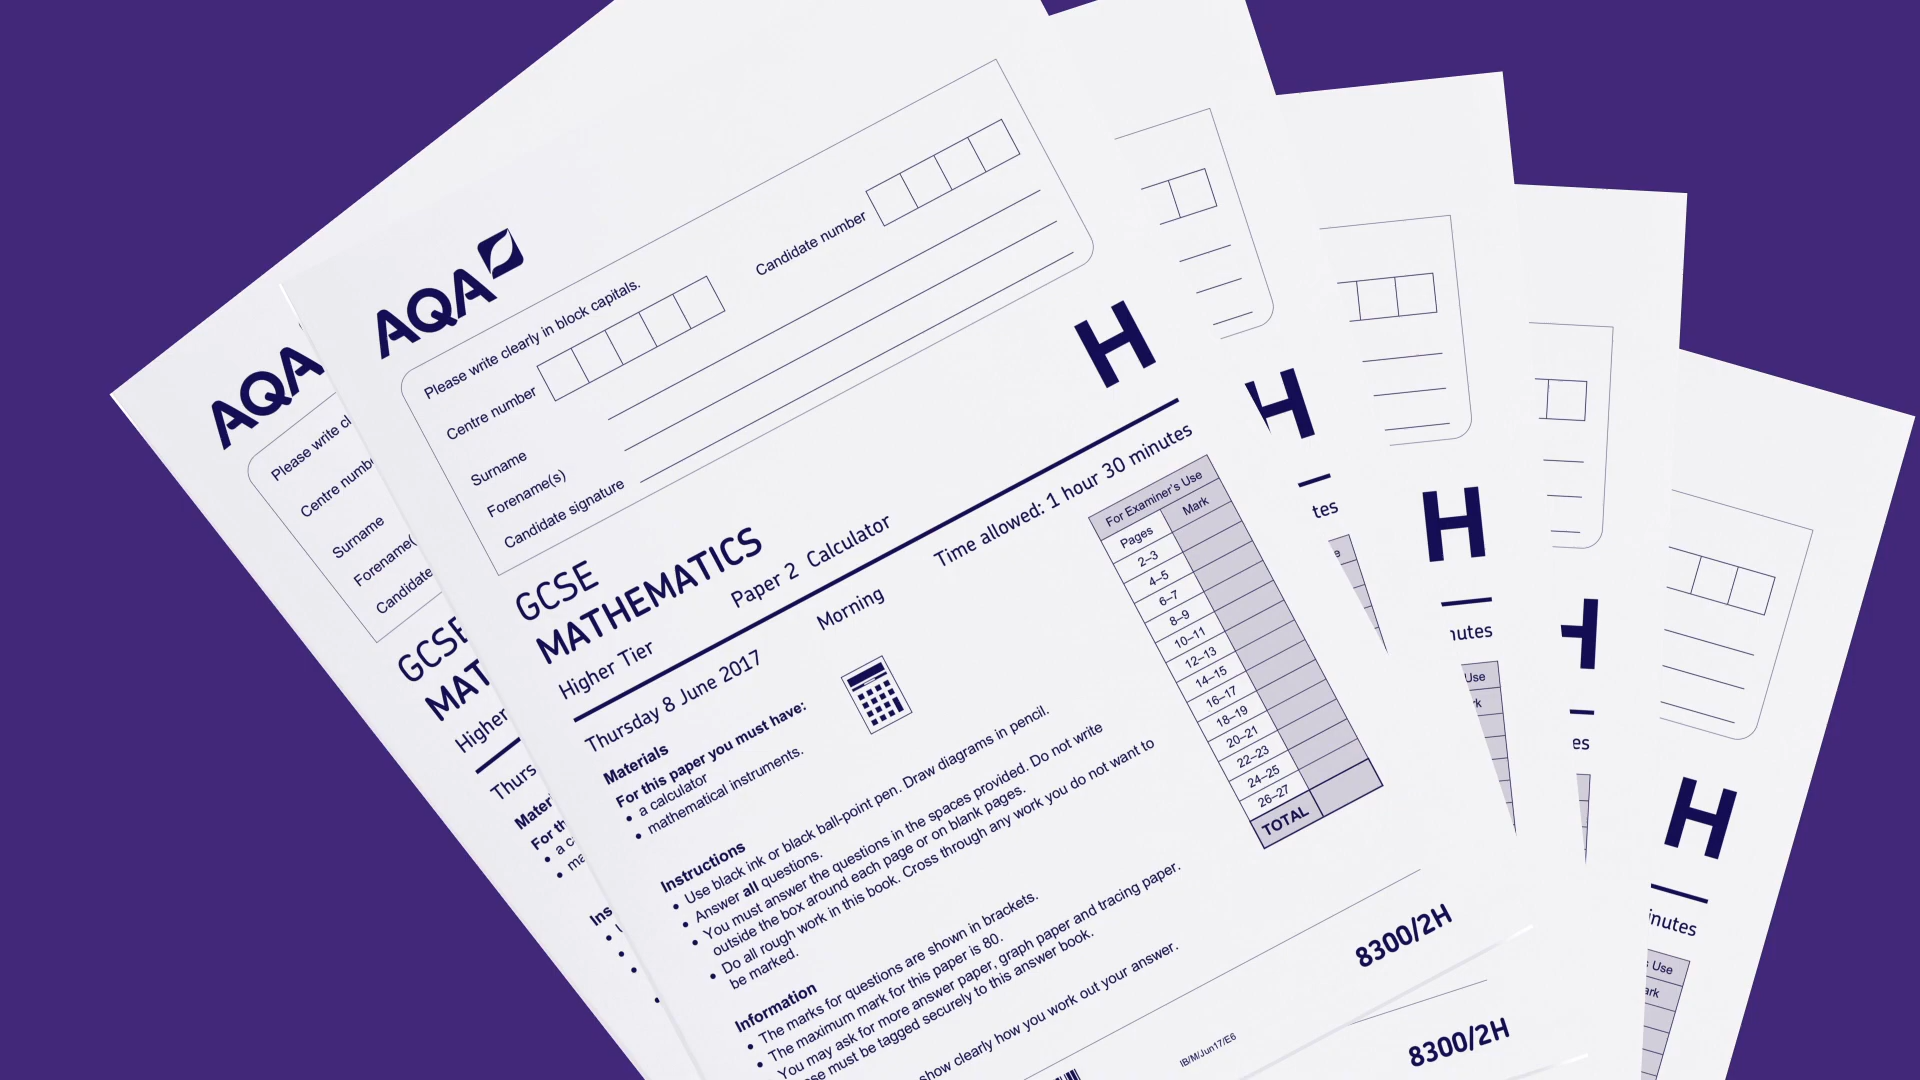 AQA
Please write clearly in block capitals.
Centre number
Candidate number
Surname
Forename(s)
Candidate signature
H
GCSE
MATHEMATICS
Higher Tier
Paper 2 Calculator
Thursday 8 June 2017
Morning
Time allowed: 1 hour 30 minutes
Materials
For this paper you must have:
• a calculator
• mathematical instruments.
Instructions
• Use black ink or black ball-point pen. Draw diagrams in pencil.
• Answer all questions.
• You must answer the questions in the spaces provided. Do not write
outside the box around each page or on blank pages.
• Do all rough work in this book. Cross through any work you do not want to
be marked.
Information
• The marks for questions are shown in brackets.
• The maximum mark for this paper is 80.
• You may ask for more answer paper, graph paper and tracing paper.
must be tagged securely to this answer book.
show clearly how you work out your answer.
For Examiner's Use
Pages Mark
2–3
4–5
6–7
8–9
10–11
12–13
14–15
16–17
18–19
20–21
22–23
24–25
26–27
TOTAL
IB/M/Jun17/E6
8300/2H
8300/2H
AQA
Please write cl
Centre numb
Surname
Forename(
Candidate
GCSE
MAT
Higher
Thurs
Mater
For th
• a c
• ma
Ins
H
tes
H
nutes
Use
rk
H
es
H
inutes
Use
ark